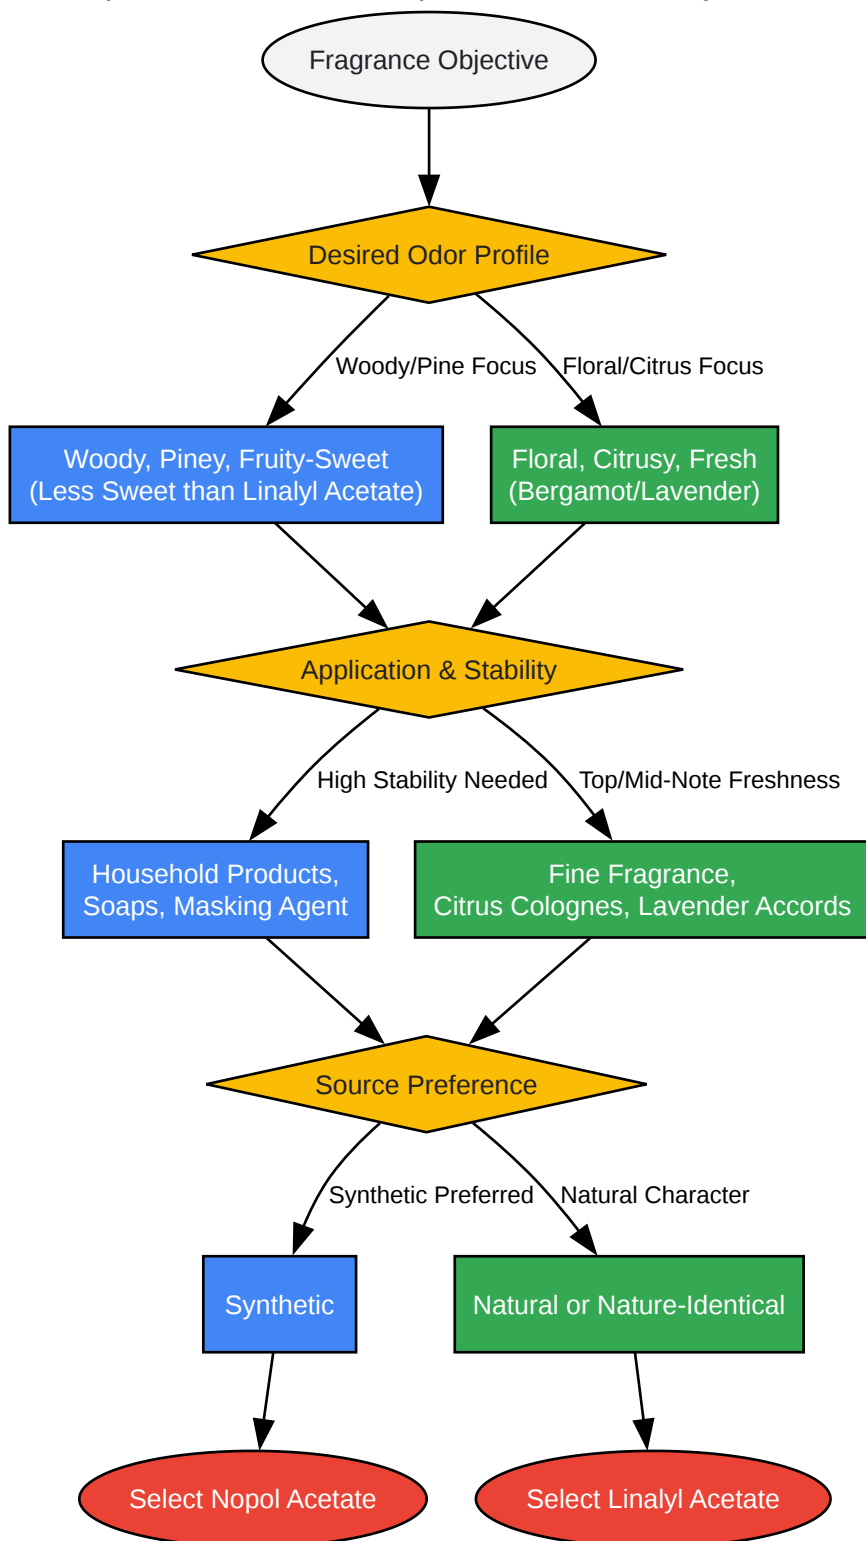 Fragrance Objective
Desired Odor Profile
Woody/Pine Focus
Floral/Citrus Focus
Woody, Piney, Fruity-Sweet
(Less Sweet than Linalyl Acetate)
Floral, Citrusy, Fresh
(Bergamot/Lavender)
Application & Stability
High Stability Needed
Top/Mid-Note Freshness
Household Products,
Soaps, Masking Agent
Fine Fragrance,
Citrus Colognes, Lavender Accords
Source Preference
Synthetic Preferred
Natural Character
Synthetic
Natural or Nature-Identical
Select Nopol Acetate
Select Linalyl Acetate